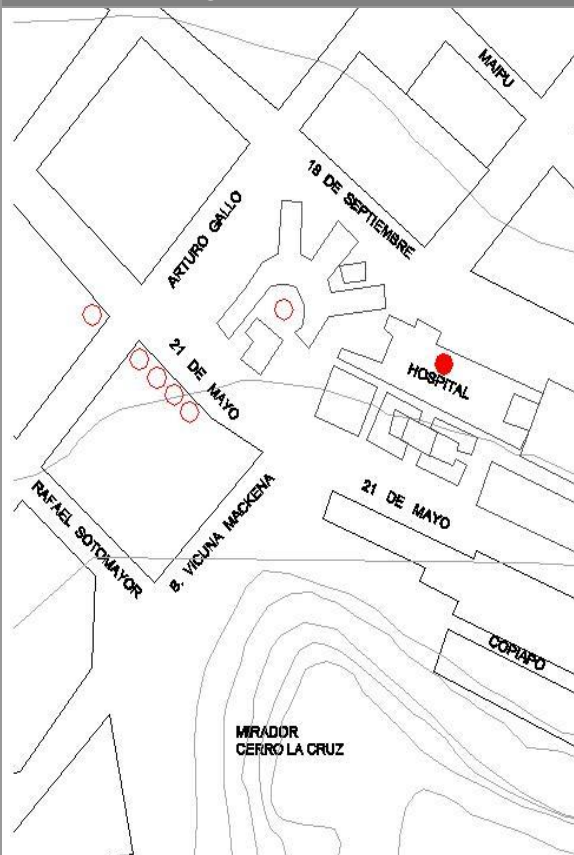 MAIPU
18 DE SEPTIEMBRE
ARTURO GALLO
21 DE MAYO
HOSPITAL
RAFAEL SOTOMAYOR
B. VICUNA MACKENA
21 DE MAYO
COPIAPO
MIRADOR
CERRO LA CRUZ